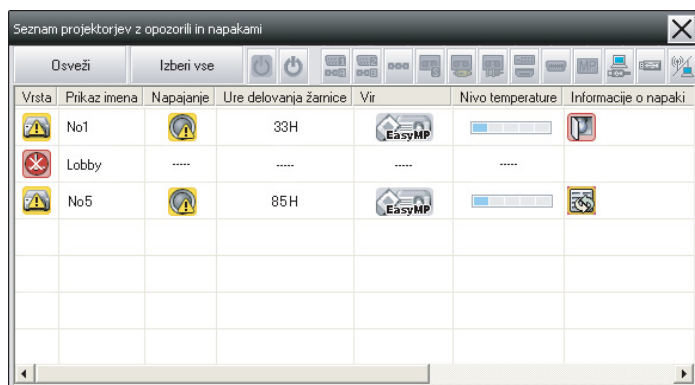 Seznam projektorjev z opozorili in napakami
Osveži Izberi vse MP
Vrsta Prikaz imena Napajanje Ure delovanja žarnice Vir Nivo temperature Informacije o napaki
No1 33H EasyMP
Lobby ----- ----- ----- -----
No5 85H EasyMP